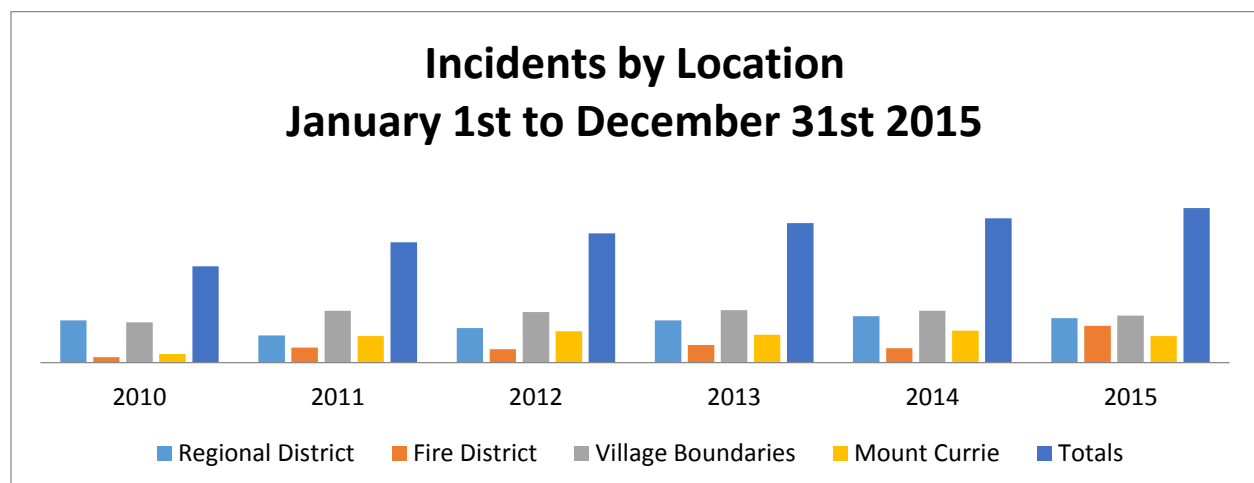 Incidents by Location
January 1st to December 31st 2015
2010 2011 2012 2013 2014 2015
Regional District Fire District Village Boundaries Mount Currie Totals